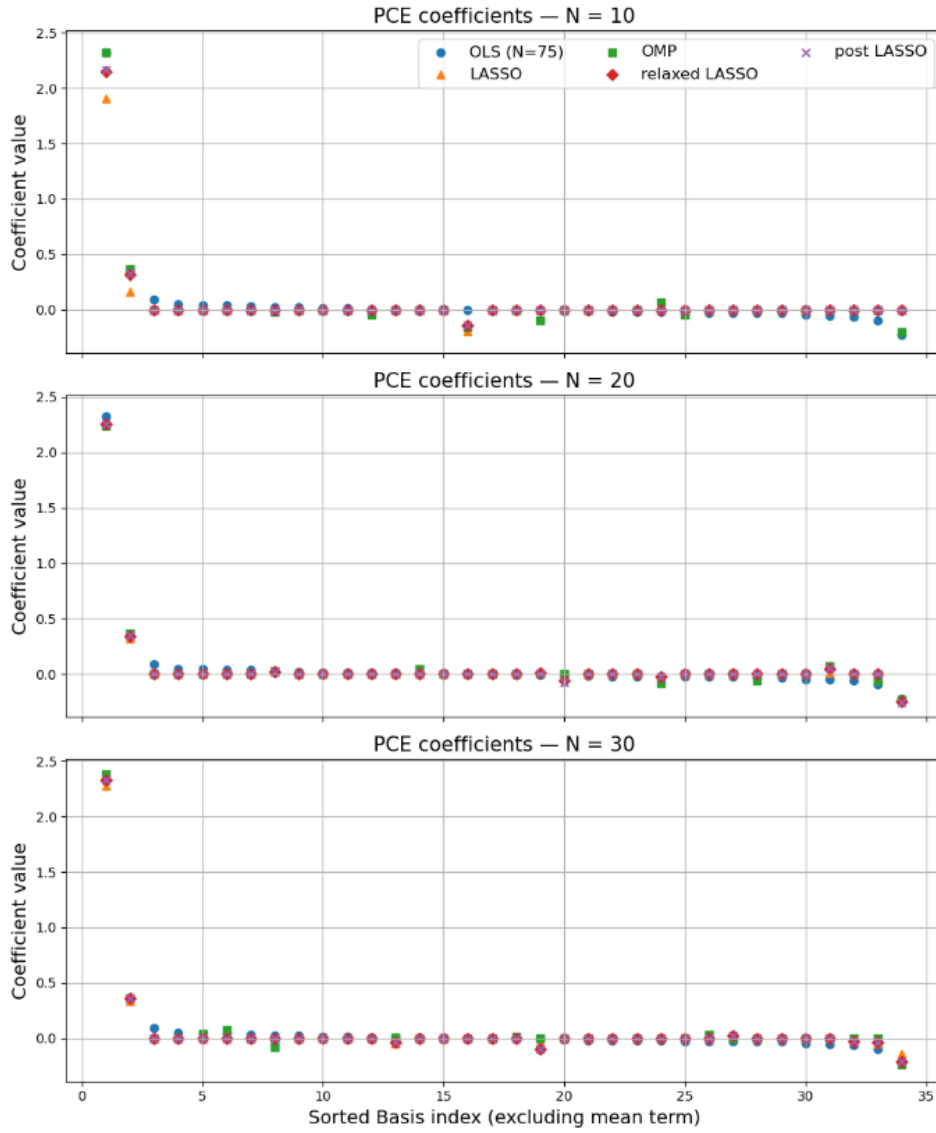 PCE coefficients — N = 10
2.5
2.0
1.5
1.0
0.5
0.0
Coefficient value
OLS (N=75)
LASSO
OMP
relaxed LASSO
post LASSO
PCE coefficients — N = 20
2.5
2.0
1.5
1.0
0.5
0.0
Coefficient value
PCE coefficients — N = 30
2.5
2.0
1.5
1.0
0.5
0.0
Coefficient value
0 5 10 15 20 25 30 35
Sorted Basis index (excluding mean term)